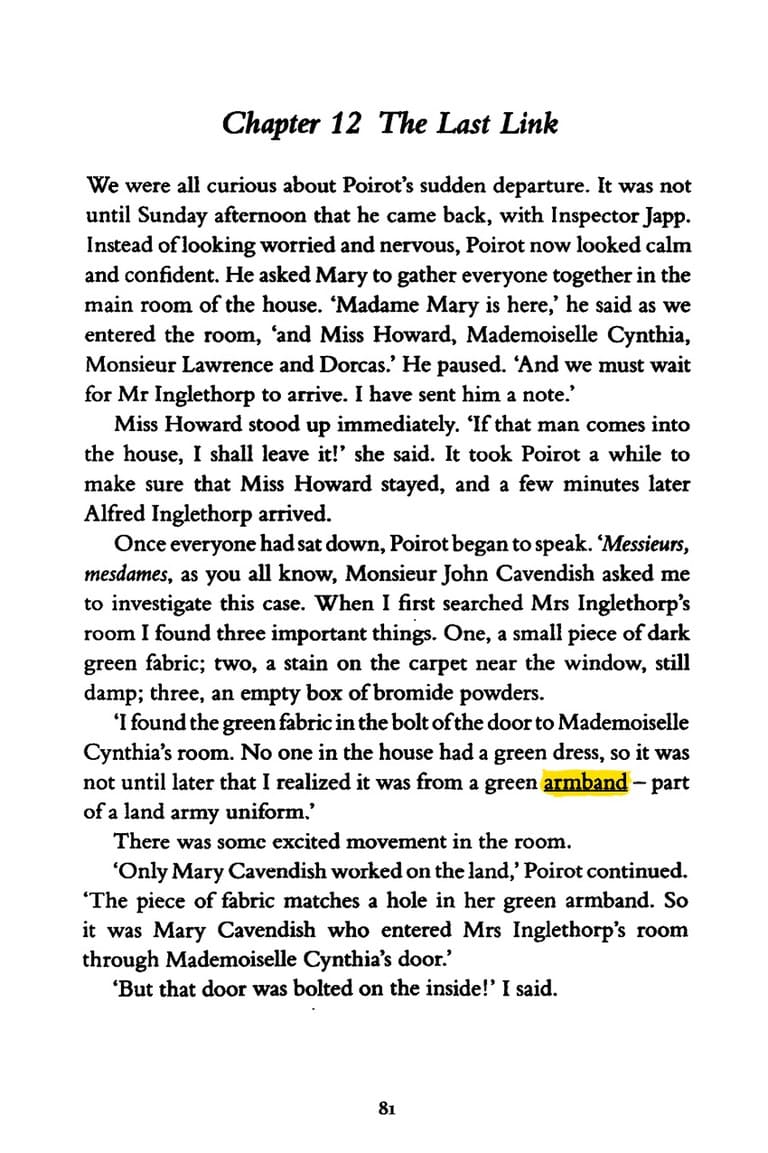 Chapter 12 The Last Link
We were all curious about Poirot's sudden departure. It was not
until Sunday afternoon that he came back, with Inspector Japp.
Instead of looking worried and nervous, Poirot now looked calm
and confident. He asked Mary to gather everyone together in the
main room of the house. ‘Madame Mary is here,’ he said as we
entered the room, ‘and Miss Howard, Mademoiselle Cynthia,
Monsieur Lawrence and Dorcas.’ He paused. ‘And we must wait
for Mr Inglethorp to arrive. I have sent him a note.’
Miss Howard stood up immediately. ‘If that man comes into
the house, I shall leave it!’ she said. It took Poirot a while to
make sure that Miss Howard stayed, and a few minutes later
Alfred Inglethorp arrived.
Once everyone had sat down, Poirot began to speak. ‘Messieurs,
mesdames, as you all know, Monsieur John Cavendish asked me
to investigate this case. When I first searched Mrs Inglethorp’s
room I found three important things. One, a small piece of dark
green fabric; two, a stain on the carpet near the window, still
damp; three, an empty box of bromide powders.
‘I found the green fabric in the bolt of the door to Mademoiselle
Cynthia’s room. No one in the house had a green dress, so it was
not until later that I realized it was from a green armband – part
of a land army uniform.’
There was some excited movement in the room.
‘Only Mary Cavendish worked on the land,’ Poirot continued.
‘The piece of fabric matches a hole in her green armband. So
it was Mary Cavendish who entered Mrs Inglethorp’s room
through Mademoiselle Cynthia’s door.’
‘But that door was bolted on the inside!’ I said.
81